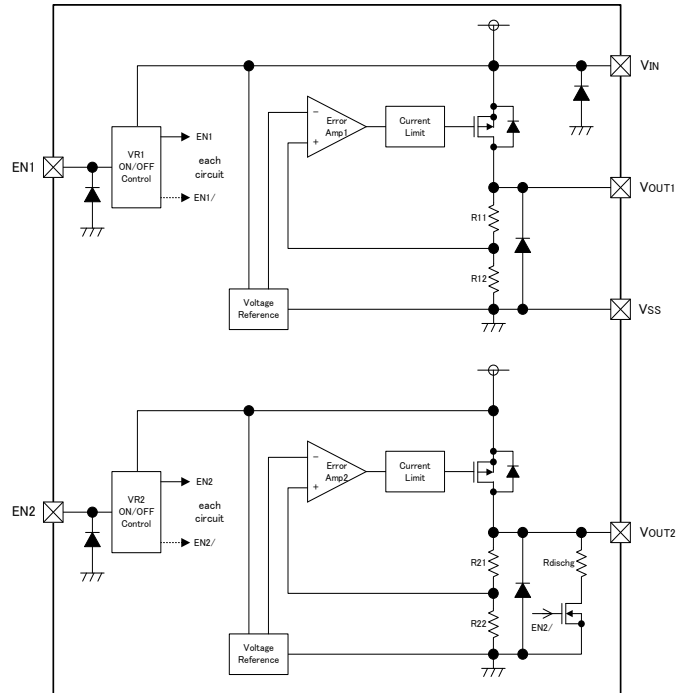 VIN
Error
Amp1
Current
Limit
EN1
VR1
ON/OFF
Control
EN1
each
circuit
EN1/
−
+
VOUT1
R11
R12
Voltage
Reference
VSS
EN2
VR2
ON/OFF
Control
EN2
each
circuit
EN2/
−
+
Error
Amp2
Current
Limit
VOUT2
R21
Rdischg
R22
EN2/
Voltage
Reference